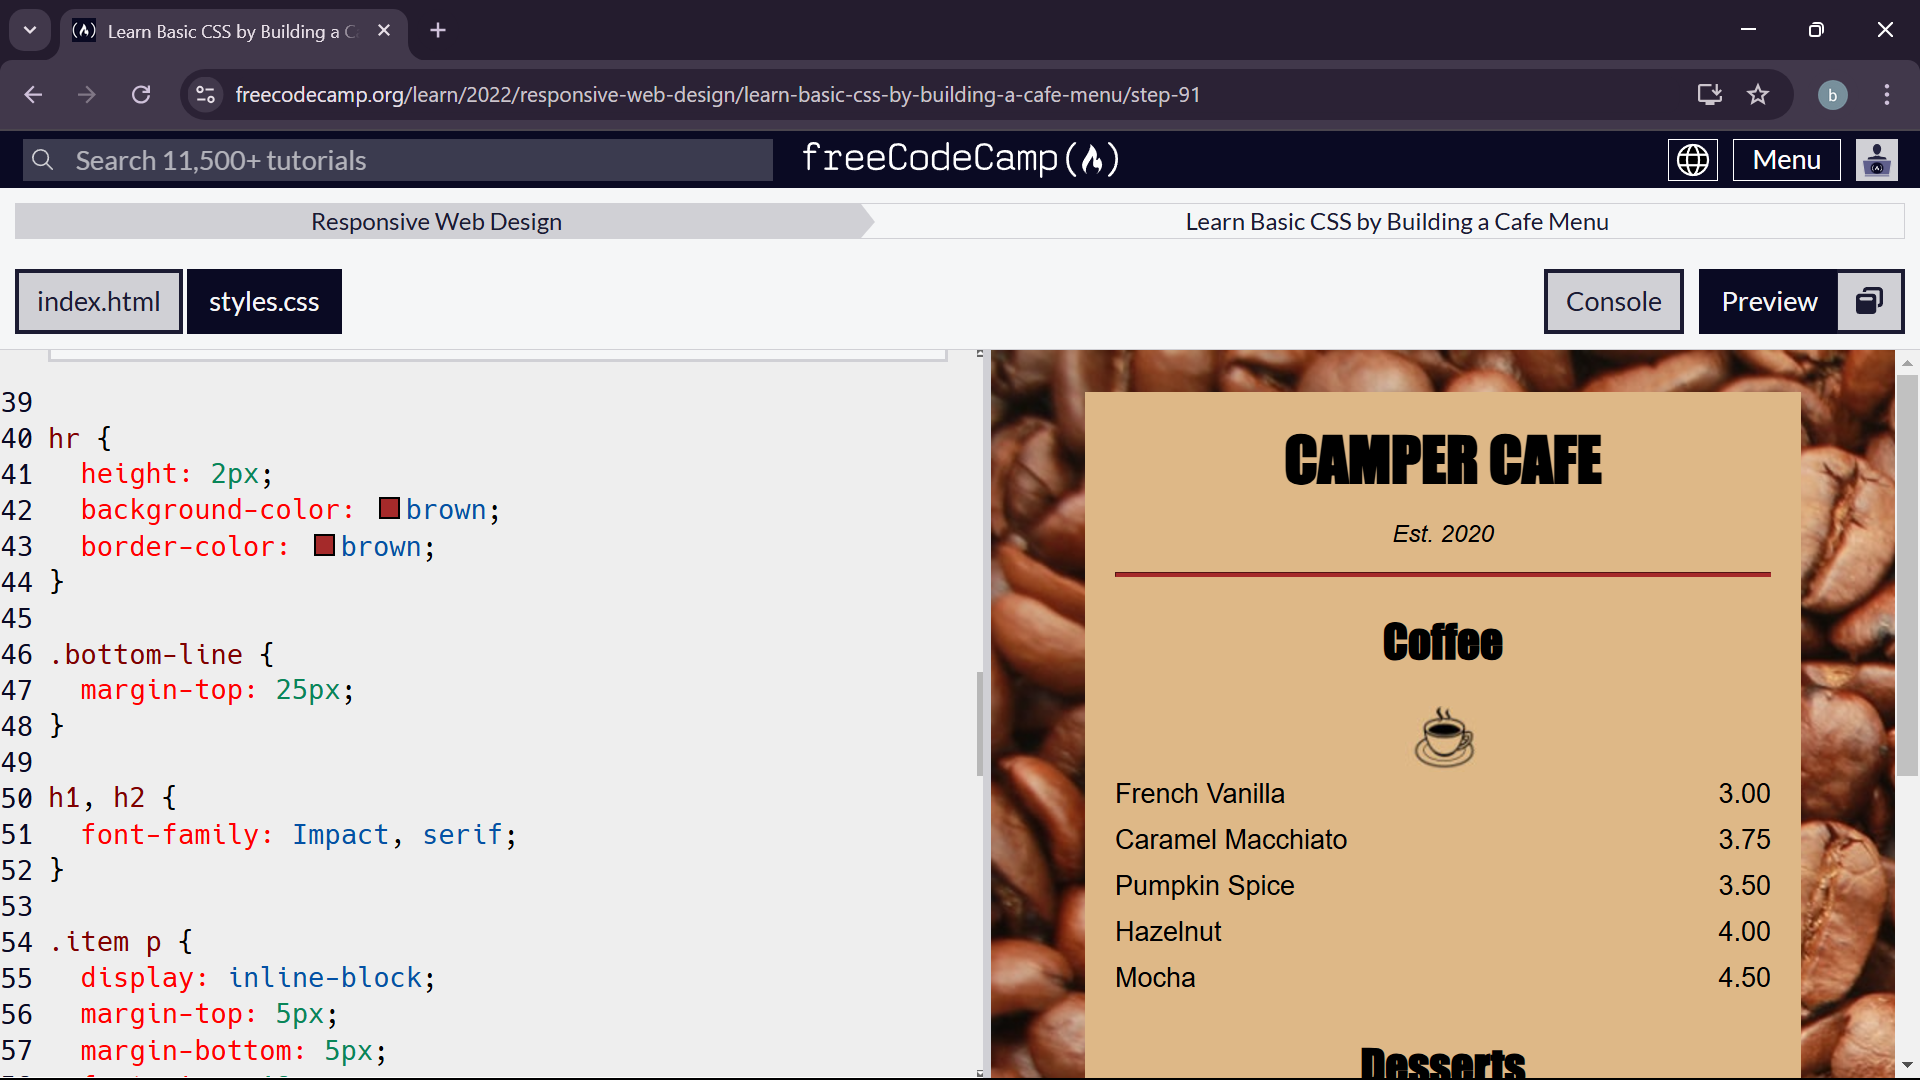 Learn Basic CSS by Building a C
freecodecamp.org/learn/2022/responsive-web-design/learn-basic-css-by-building-a-cafe-menu/step-91
b
Search 11,500+ tutorials
freeCodeCamp(🔥)
Menu
Responsive Web Design
Learn Basic CSS by Building a Cafe Menu
index.html
styles.css
Console
Preview
39
40 hr {
41   height: 2px;
42   background-color: brown;
43   border-color: brown;
44 }
45
46 .bottom-line {
47   margin-top: 25px;
48 }
49
50 h1, h2 {
51   font-family: Impact, serif;
52 }
53
54 .item p {
55   display: inline-block;
56   margin-top: 5px;
57   margin-bottom: 5px;
CAMPER CAFE
Est. 2020
Coffee
French Vanilla 3.00
Caramel Macchiato 3.75
Pumpkin Spice 3.50
Hazelnut 4.00
Mocha 4.50
Desserts